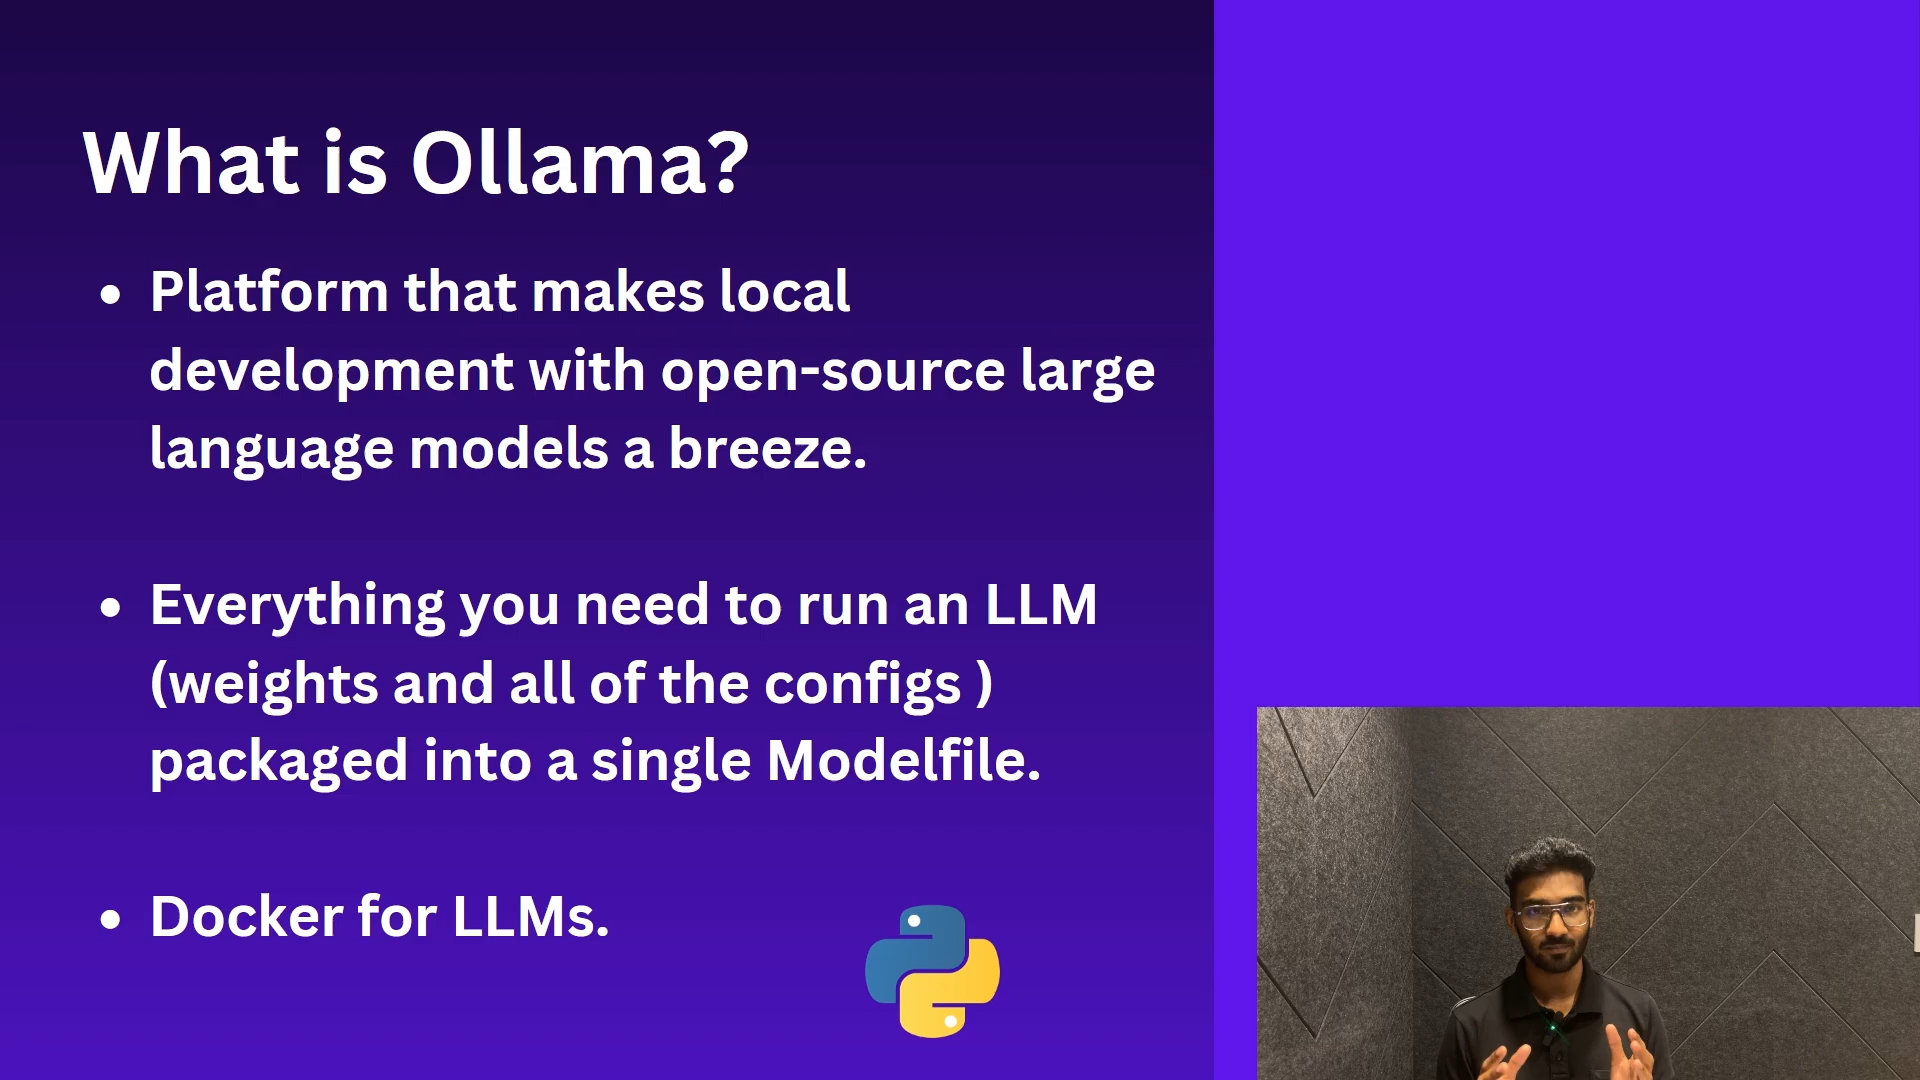 What is Ollama?
• Platform that makes local
development with open-source large
language models a breeze.
• Everything you need to run an LLM
(weights and all of the configs )
packaged into a single Modelfile.
• Docker for LLMs.